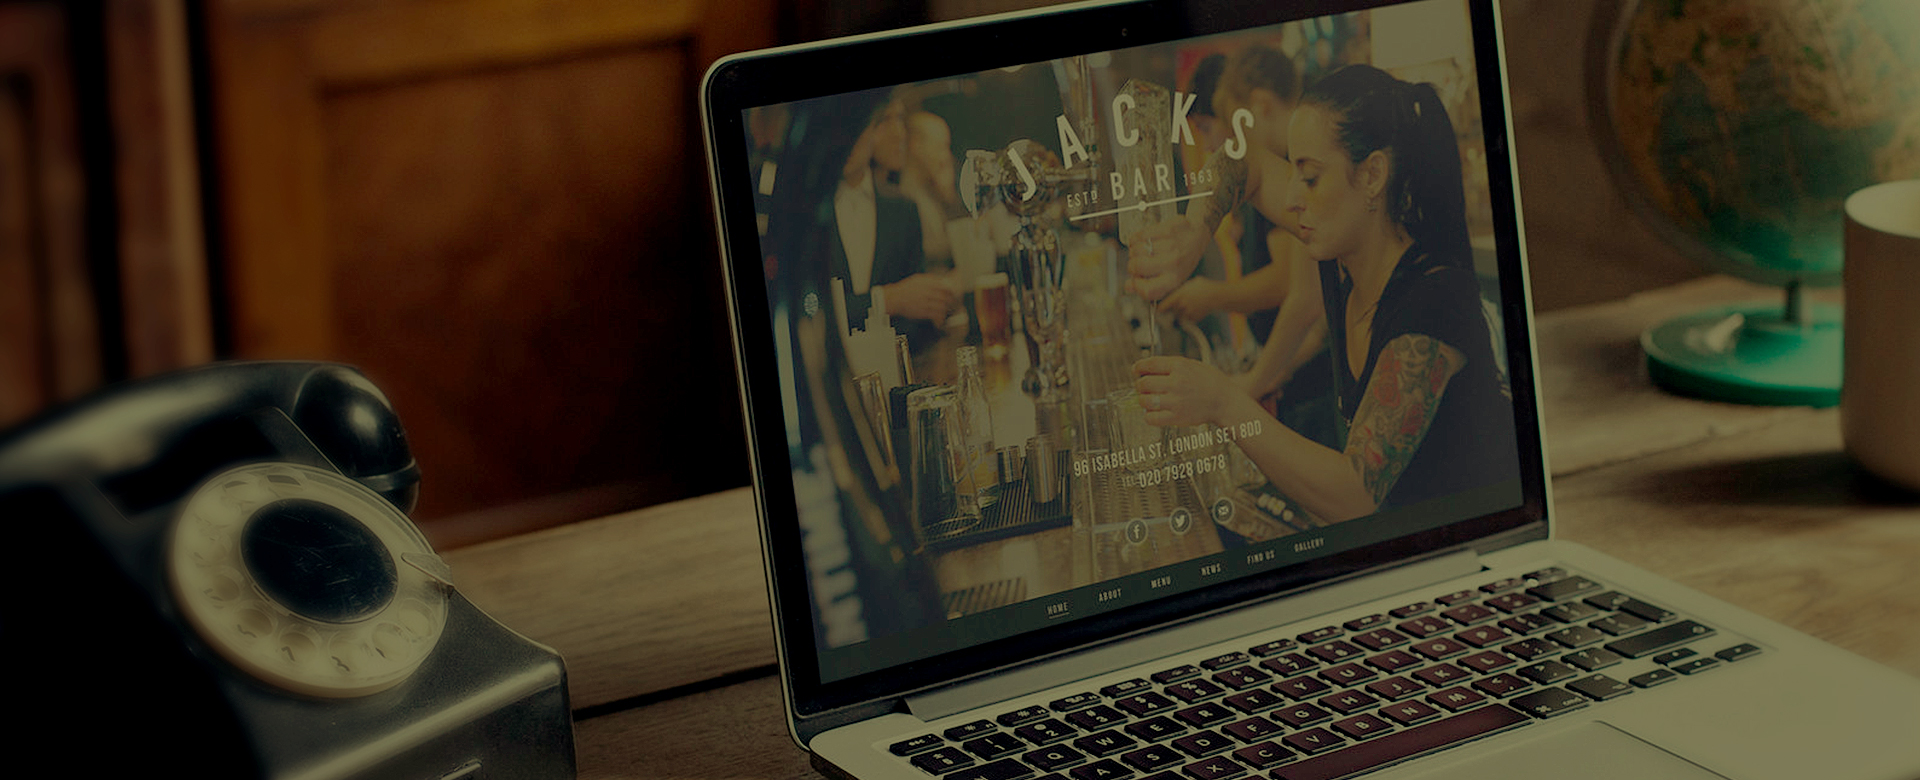 JACKS
ESTD BAR 1963
96 ISABELLA ST. LONDON SE1 8DD
TEL 020 7928 0678
HOME ABOUT MENU NEWS FIND US GALLERY
Q W E R T Y U I O P
A S D F G H J K L
X C V B N M